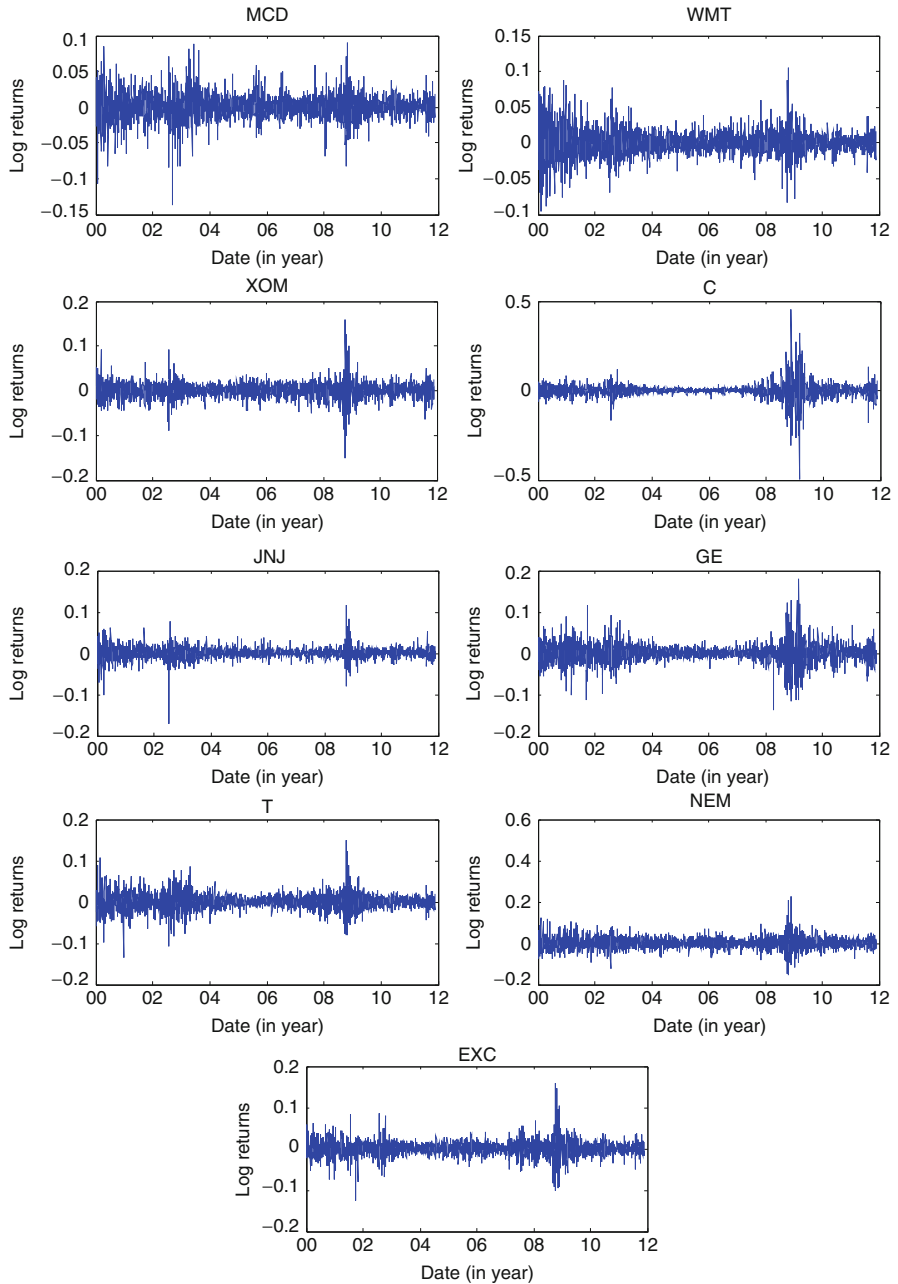 MCD
0.1
0.05
0
−0.05
−0.1
−0.15
Log returns
00 02 04 06 08 10 12
Date (in year)
WMT
0.15
0.1
0.05
0
−0.05
−0.1
Log returns
00 02 04 06 08 10 12
Date (in year)
XOM
0.2
0.1
0
−0.1
−0.2
Log returns
00 02 04 06 08 10 12
Date (in year)
C
0.5
0
−0.5
Log returns
00 02 04 06 08 10 12
Date (in year)
JNJ
0.2
0.1
0
−0.1
−0.2
Log returns
00 02 04 06 08 10 12
Date (in year)
GE
0.2
0.1
0
−0.1
−0.2
Log returns
00 02 04 06 08 10 12
Date (in year)
T
0.2
0.1
0
−0.1
−0.2
Log returns
00 02 04 06 08 10 12
Date (in year)
NEM
0.6
0.4
0.2
0
−0.2
Log returns
00 02 04 06 08 10 12
Date (in year)
EXC
0.2
0.1
0
−0.1
−0.2
Log returns
00 02 04 06 08 10 12
Date (in year)